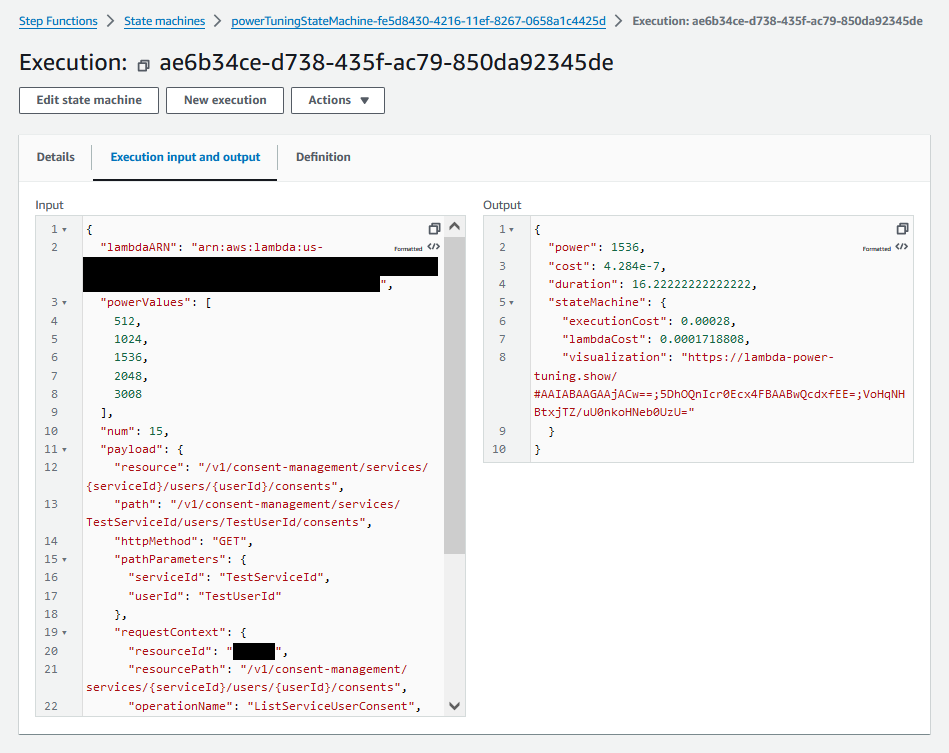 Step Functions > State machines > powerTuningStateMachine-fe5d8430-4216-11ef-8267-0658a1c4425d > Execution: ae6b34ce-d738-435f-ac79-850da92345de
Execution: ae6b34ce-d738-435f-ac79-850da92345de
Edit state machine New execution Actions
Details Execution input and output Definition
Input
1 {
Formatted
2 "lambdaARN": "arn:aws:lambda:us-
",
3 "powerValues": [
4 512,
5 1024,
6 1536,
7 2048,
8 3008
9 ],
10 "num": 15,
11 "payload": {
12 "resource": "/v1/consent-management/services/
{serviceId}/users/{userId}/consents",
13 "path": "/v1/consent-management/services/
TestServiceId/users/TestUserId/consents",
14 "httpMethod": "GET",
15 "pathParameters": {
16 "serviceId": "TestServiceId",
17 "userId": "TestUserId"
18 },
19 "requestContext": {
20 "resourceId": "",
21 "resourcePath": "/v1/consent-management/
services/{serviceId}/users/{userId}/consents",
22 "operationName": "ListServiceUserConsent",
Output
1 {
Formatted
2 "power": 1536,
3 "cost": 4.284e-7,
4 "duration": 16.22222222222222,
5 "stateMachine": {
6 "executionCost": 0.00028,
7 "lambdaCost": 0.0001718808,
8 "visualization": "https://lambda-power-
tuning.show/
#AAIABAAGAAjACw==;5DhOQnIcr0Ecx4FBAABwQcdxfEE=;VoHqNH
BtxjTZ/uU0nkoHNeb0UzU="
9 }
10 }